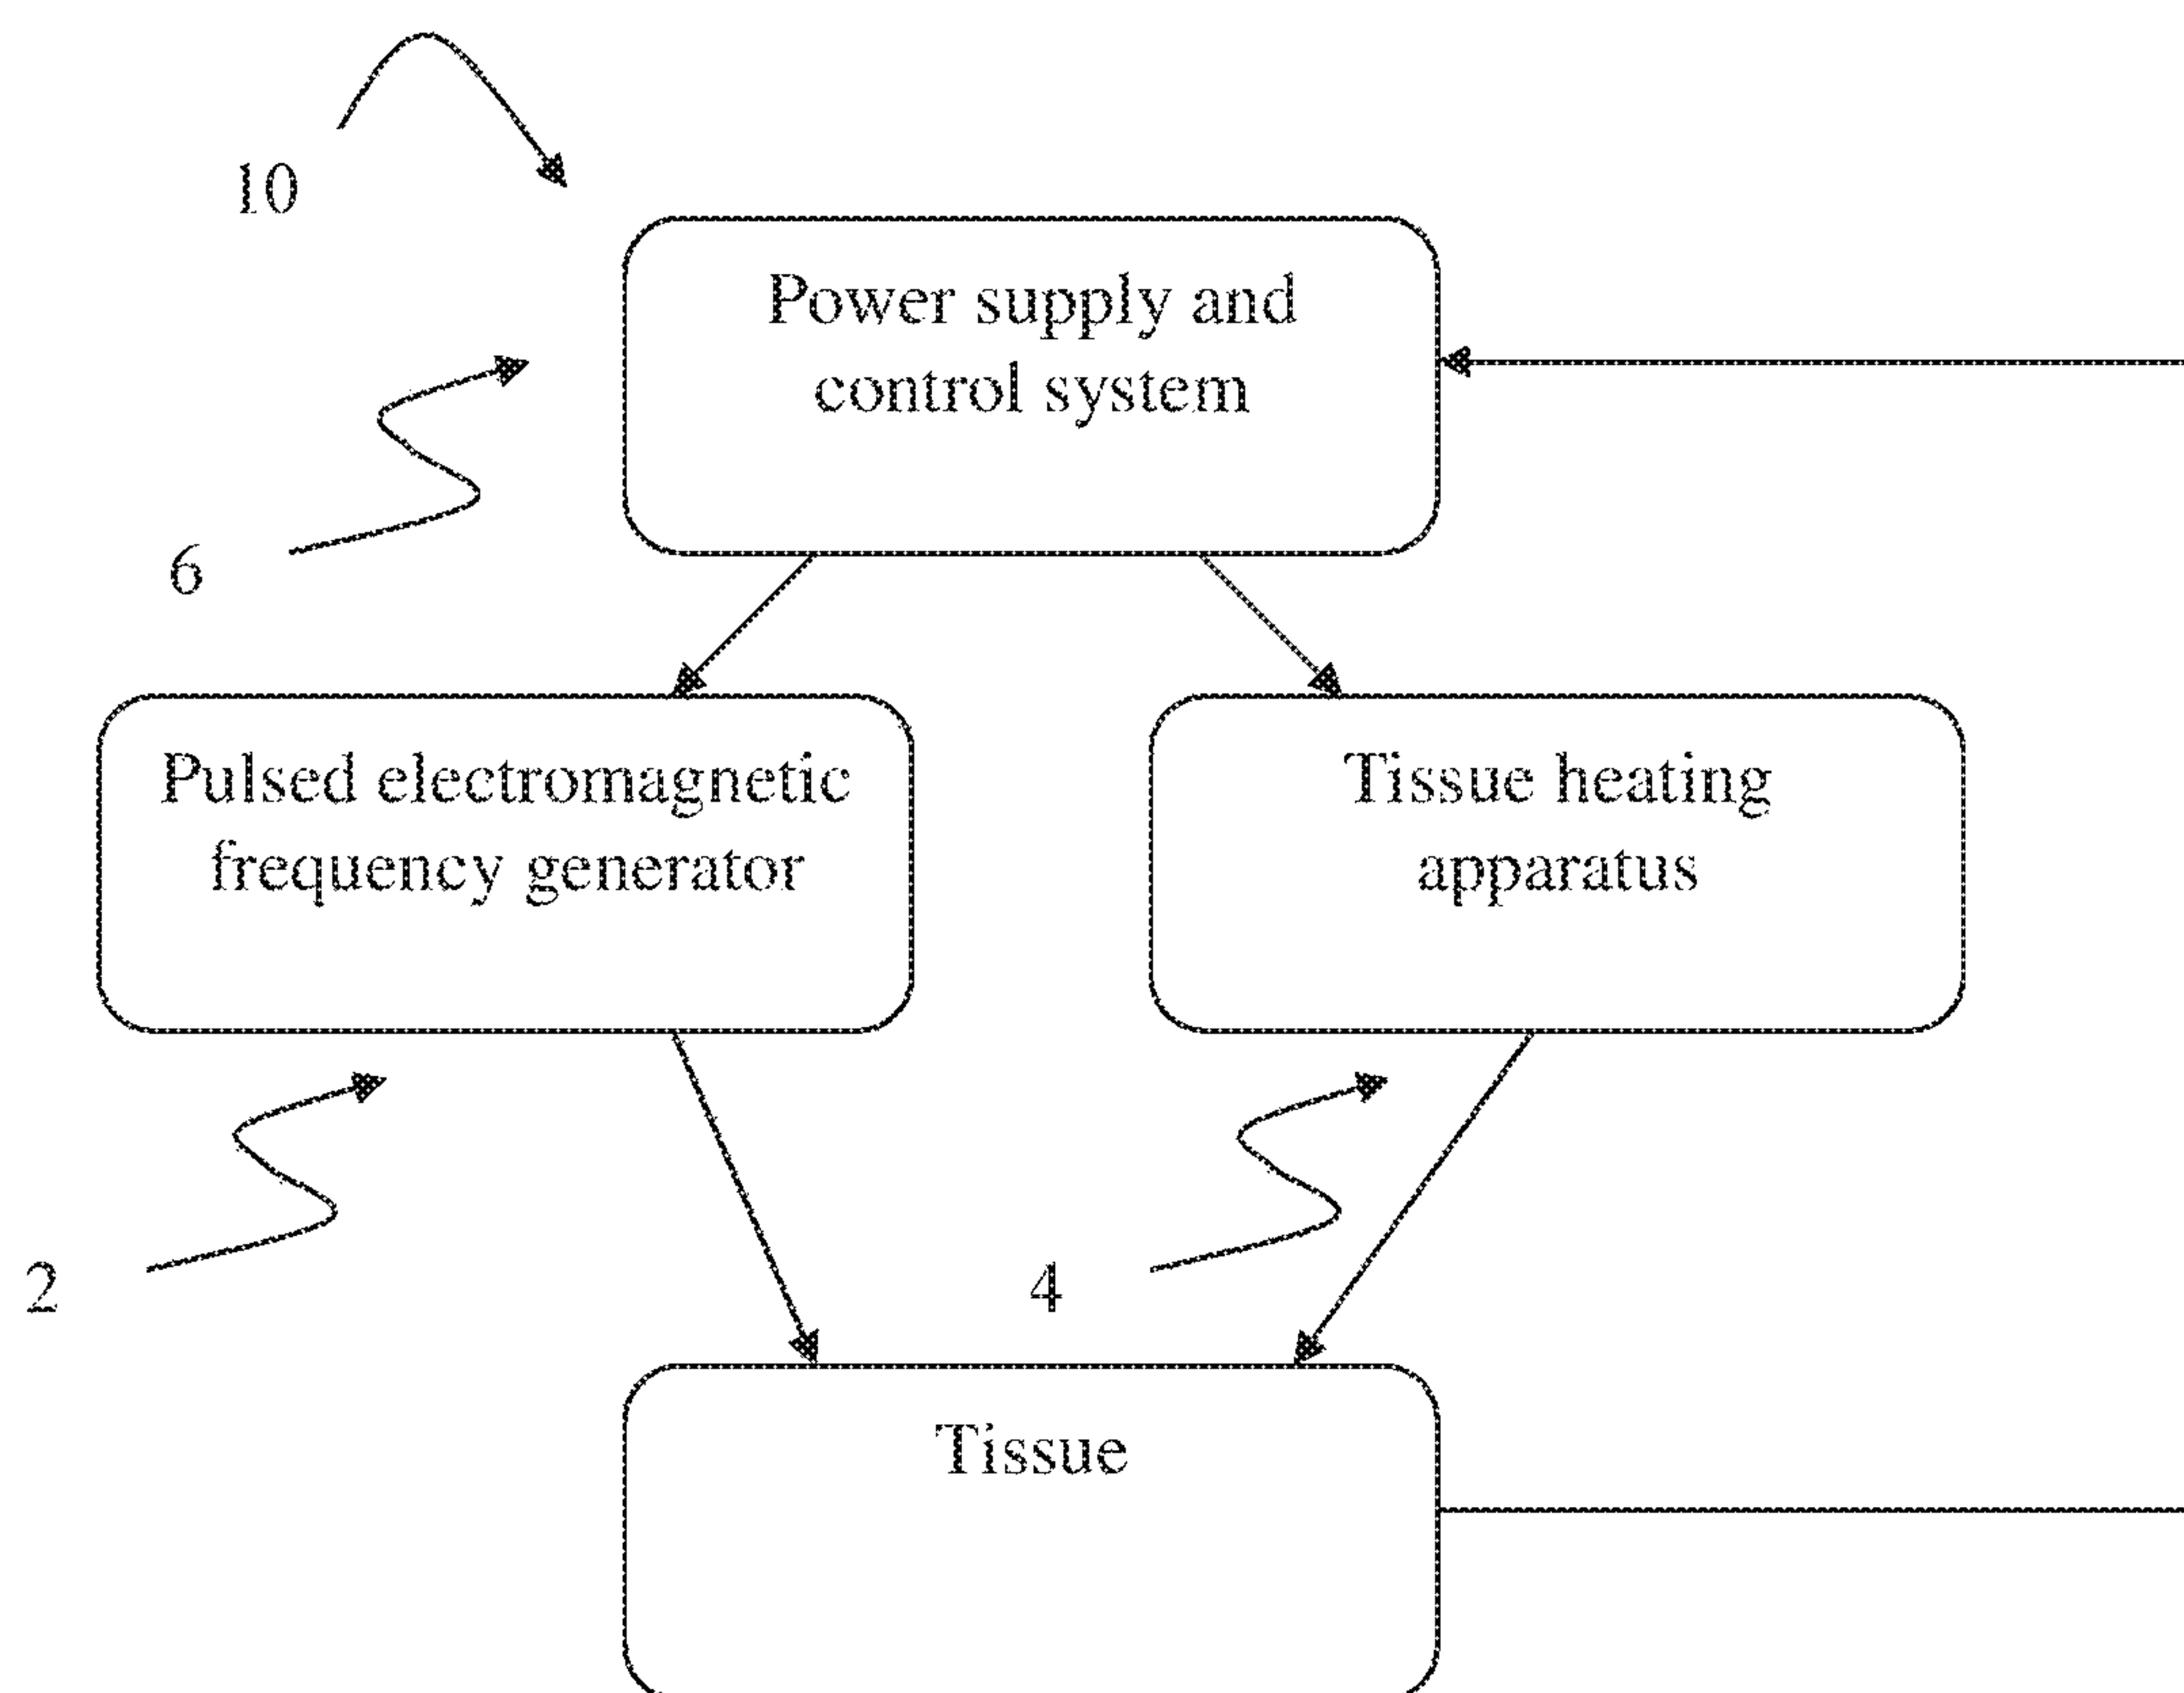 10
Power supply and
control system
6
Pulsed electromagnetic
frequency generator
Tissue heating
apparatus
2
4
Tissue